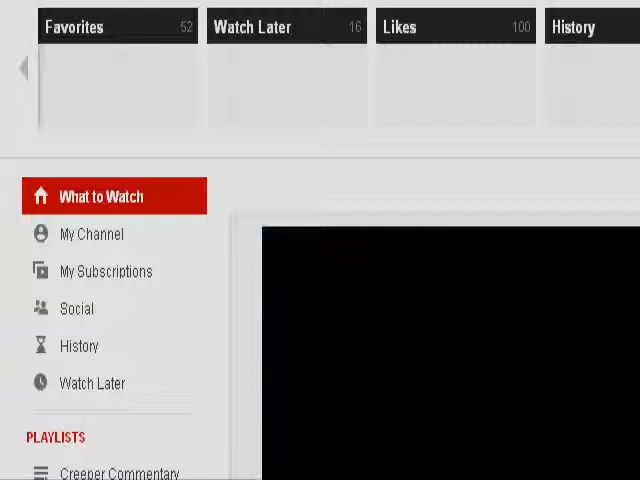 Favorites 52 Watch Later 16 Likes 100 History
What to Watch
My Channel
My Subscriptions
Social
History
Watch Later
PLAYLISTS
Creeper Commentary